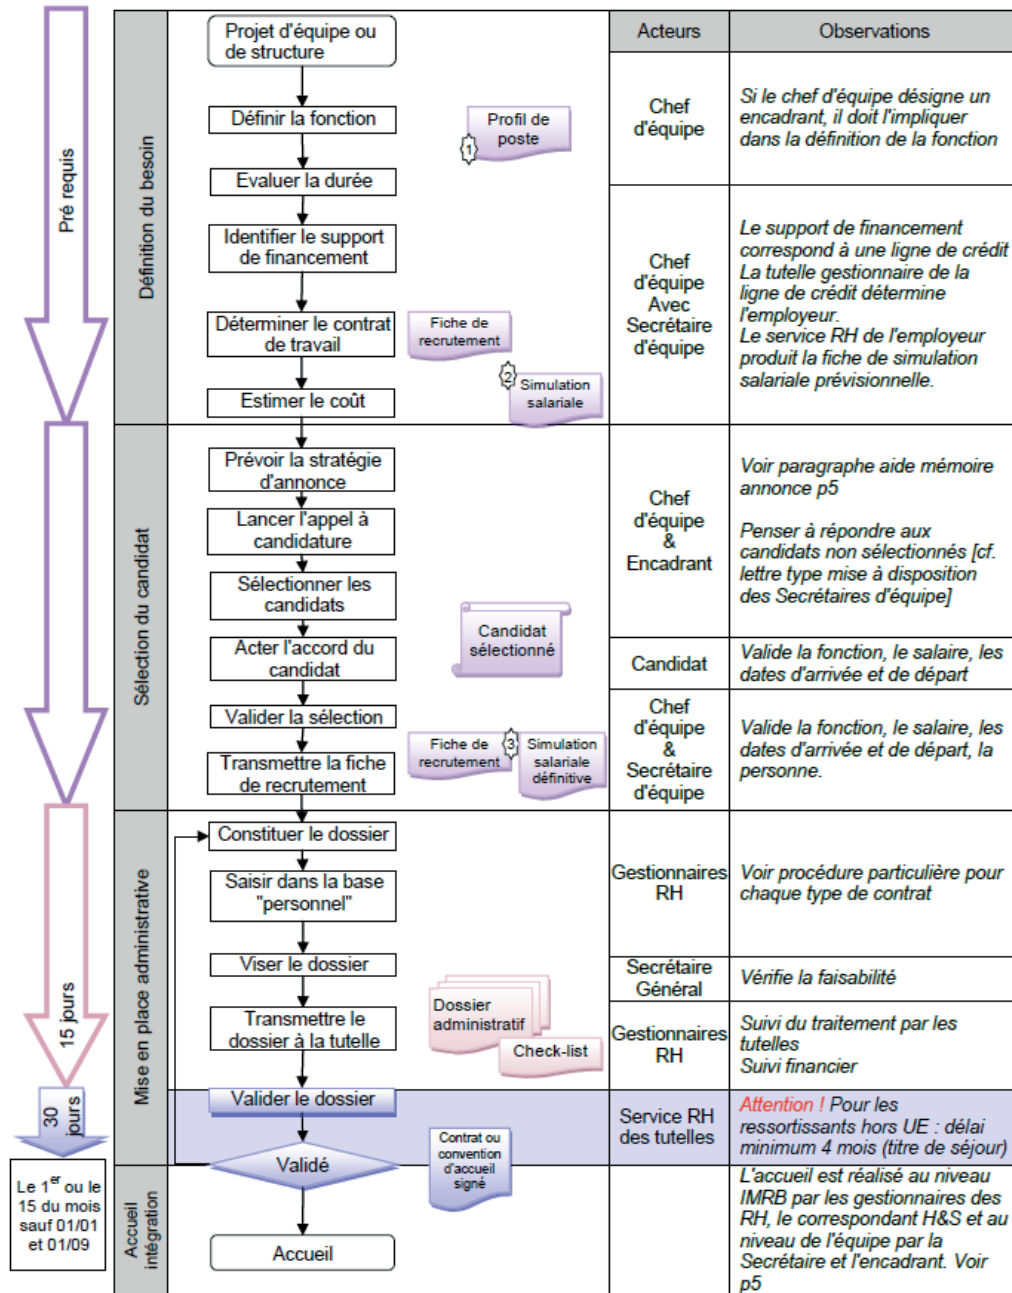 Projet d'équipe ou
de structure
Acteurs
Observations
Pré requis
Définition du besoin
Définir la fonction
Profil de
poste
1
Chef
d'équipe
Si le chef d'équipe désigne un
encadrant, il doit l'impliquer
dans la définition de la fonction
Evaluer la durée
Identifier le support
de financement
Déterminer le contrat
de travail
Fiche de
recrutement
2
Simulation
salariale
Estimer le coût
Chef
d'équipe
Avec
Secrétaire
d'équipe
Le support de financement
correspond à une ligne de crédit
La tutelle gestionnaire de la
ligne de crédit détermine
l'employeur.
Le service RH de l'employeur
produit la fiche de simulation
salariale prévisionnelle.
Sélection du candidat
Prévoir la stratégie
d'annonce
Lancer l'appel à
candidature
Sélectionner les
candidats
Chef
d'équipe
&
Encadrant
Voir paragraphe aide mémoire
annonce p5
Penser à répondre aux
candidats non sélectionnés [cf.
lettre type mise à disposition
des Secrétaires d'équipe]
Acter l'accord du
candidat
Candidat
sélectionné
Candidat
Valide la fonction, le salaire, les
dates d'arrivée et de départ
Valider la sélection
Transmettre la fiche
de recrutement
Fiche de
recrutement
3
Simulation
salariale
définitive
Chef
d'équipe
&
Secrétaire
d'équipe
Valide la fonction, le salaire, les
dates d'arrivée et de départ, la
personne.
15 jours
Mise en place administrative
Constituer le dossier
Saisir dans la base
"personnel"
Gestionnaires
RH
Voir procédure particulière pour
chaque type de contrat
Viser le dossier
Secrétaire
Général
Vérifie la faisabilité
Transmettre le
dossier à la tutelle
Dossier
administratif
Check-list
Gestionnaires
RH
Suivi du traitement par les
tutelles
Suivi financier
30
jours
Valider le dossier
Validé
Contrat ou
convention
d'accueil
signé
Service RH
des tutelles
Attention ! Pour les
ressortissants hors UE : délai
minimum 4 mois (titre de séjour)
Le 1er ou le
15 du mois
sauf 01/01
et 01/09
Accueil
intégration
Accueil
L'accueil est réalisé au niveau
IMRB par les gestionnaires des
RH, le correspondant H&S et au
niveau de l'équipe par la
Secrétaire et l'encadrant. Voir
p5